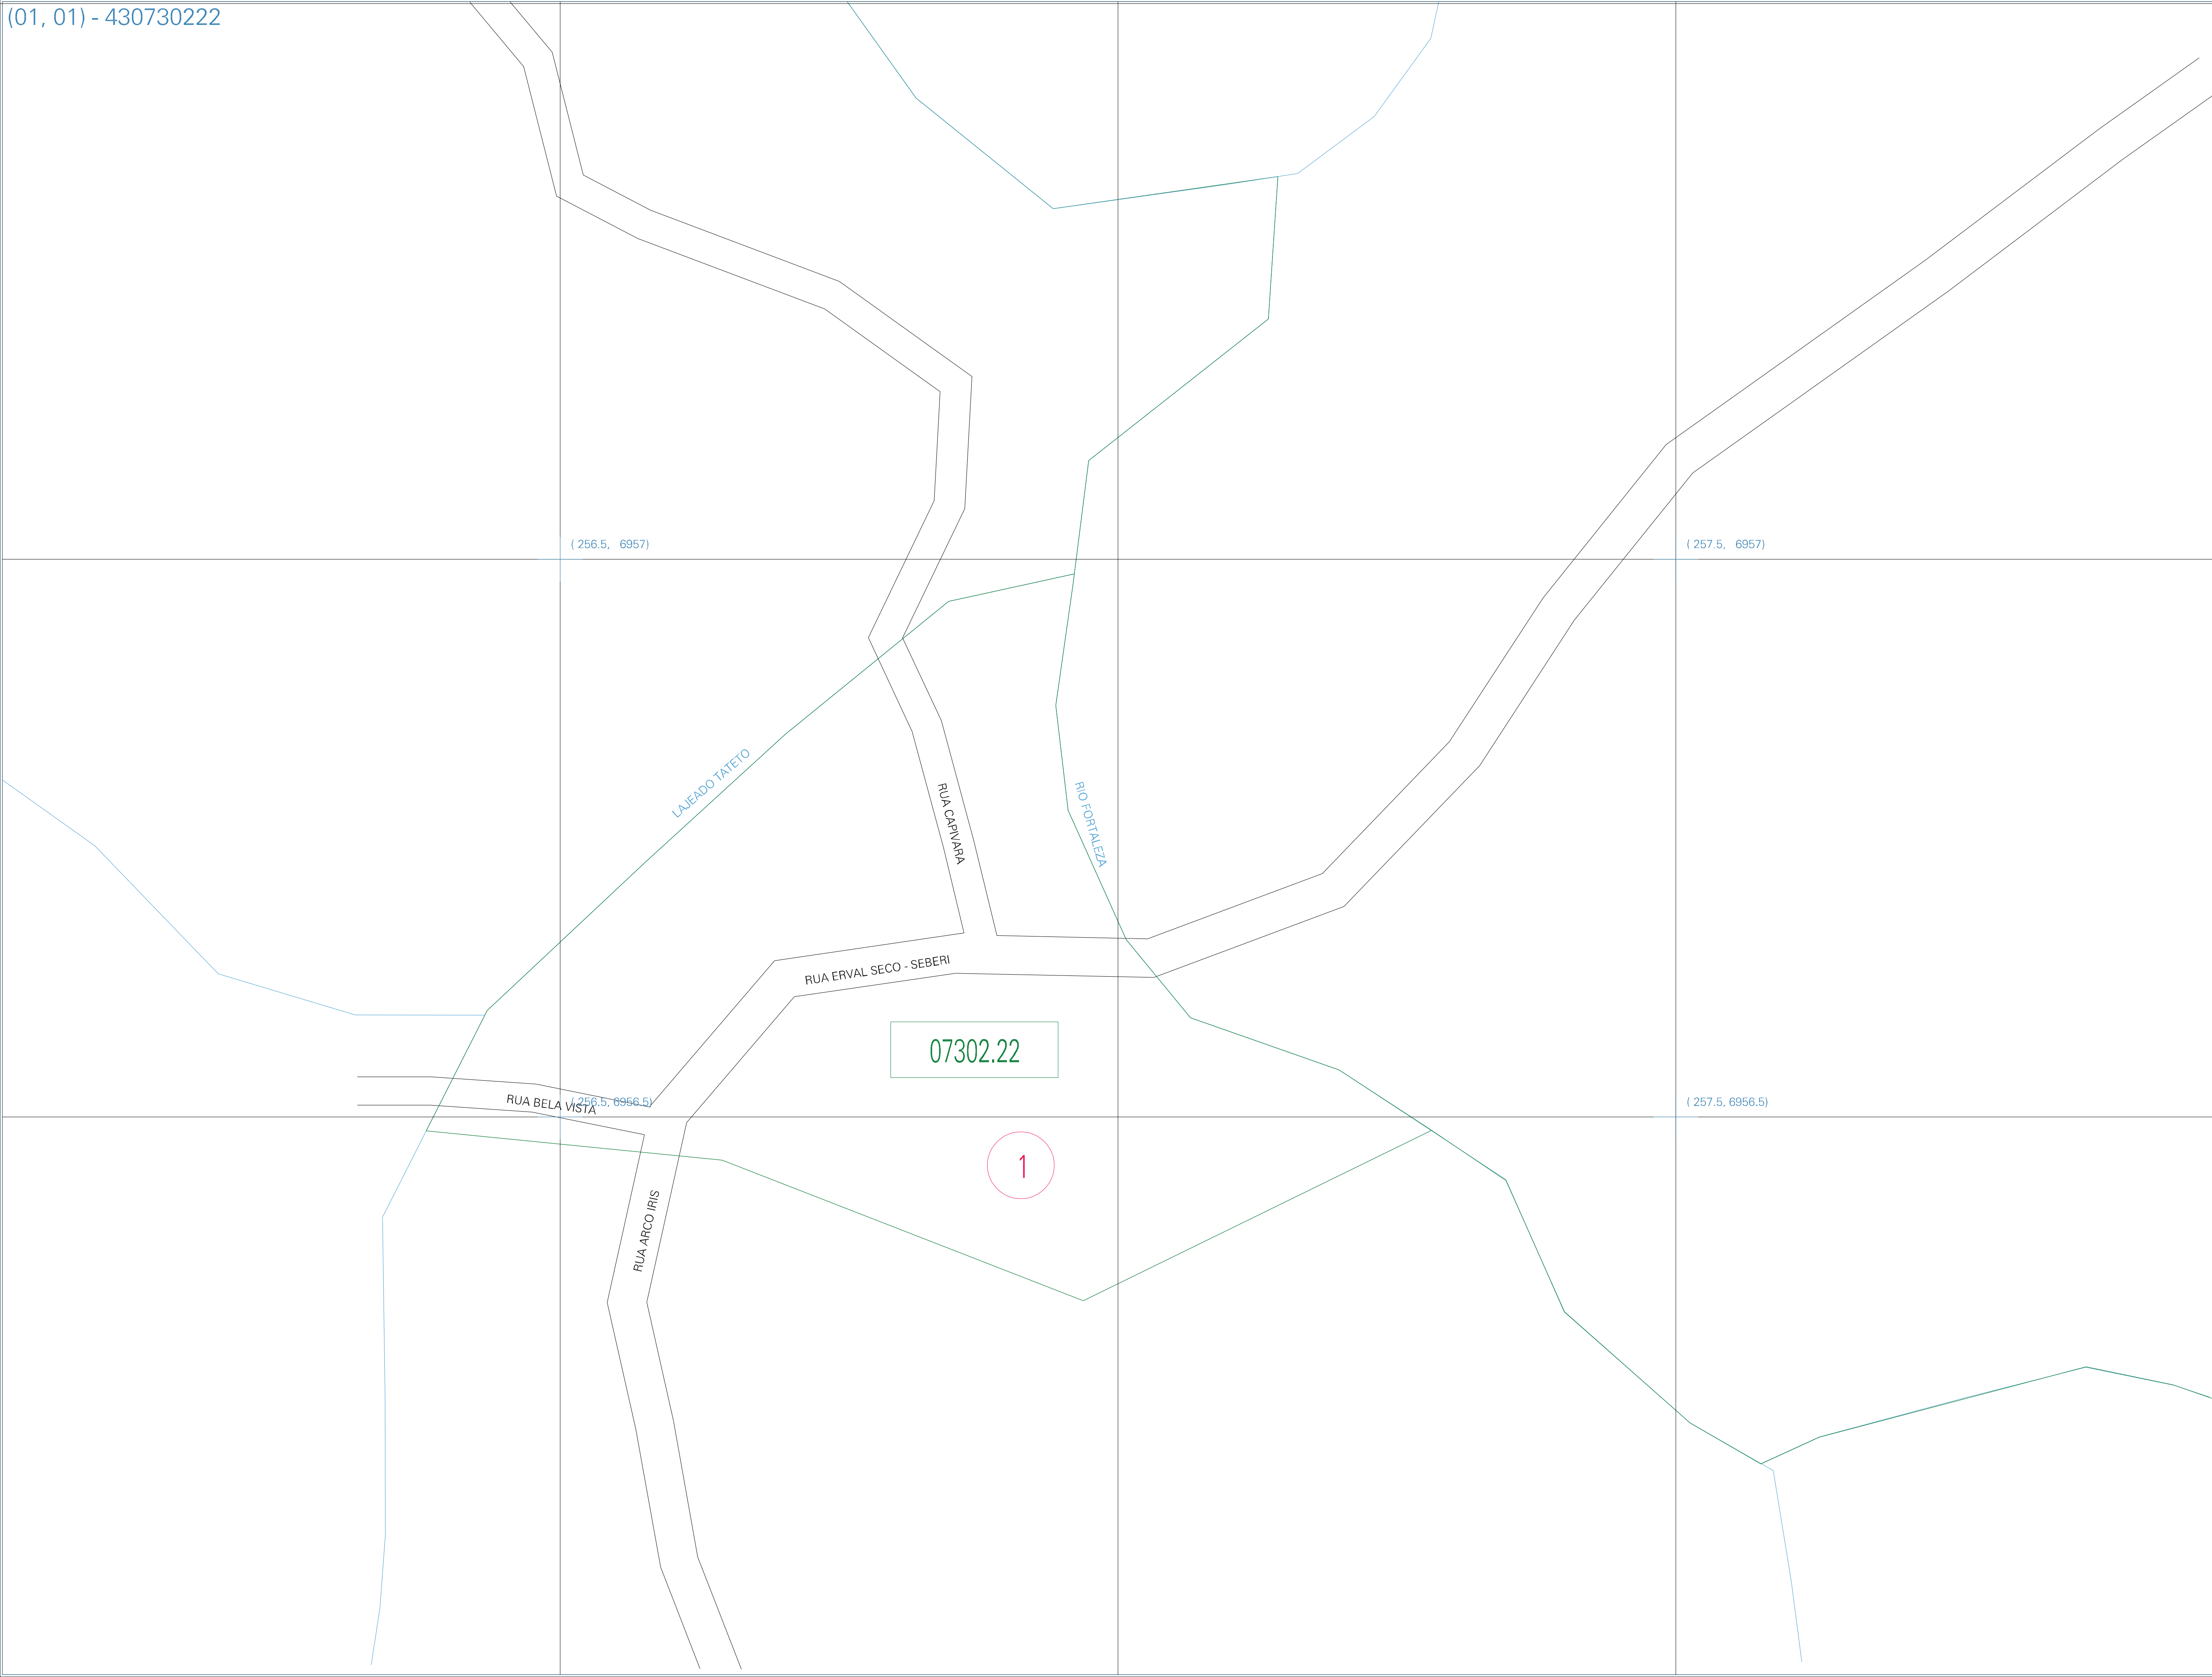 (01, 01) - 430730222
( 256.5, 6957)
( 257.5, 6957)
LAJEADO TATETO
RUA CAPIVARA
RIO FORTALEZA
RUA ERVAL SECO - SEBERI
07302.22
RUA BELA VISTA
( 256.5, 6956.5)
( 257.5, 6956.5)
1
RUA ARCO IRIS